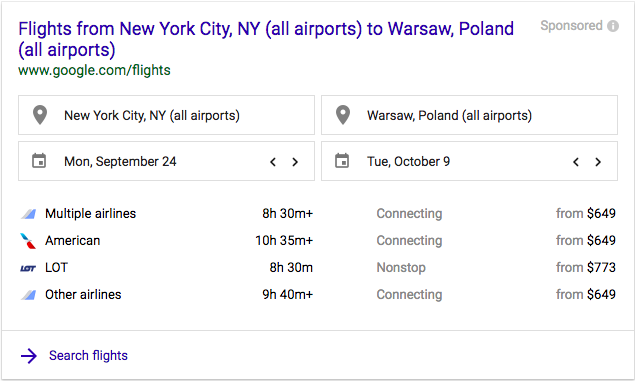 Flights from New York City, NY (all airports) to Warsaw, Poland
(all airports)
Sponsored
www.google.com/flights
New York City, NY (all airports)
Warsaw, Poland (all airports)
Mon, September 24
Tue, October 9
Multiple airlines 8h 30m+ Connecting from $649
American 10h 35m+ Connecting from $649
LOT LOT 8h 30m Nonstop from $773
Other airlines 9h 40m+ Connecting from $649
Search flights